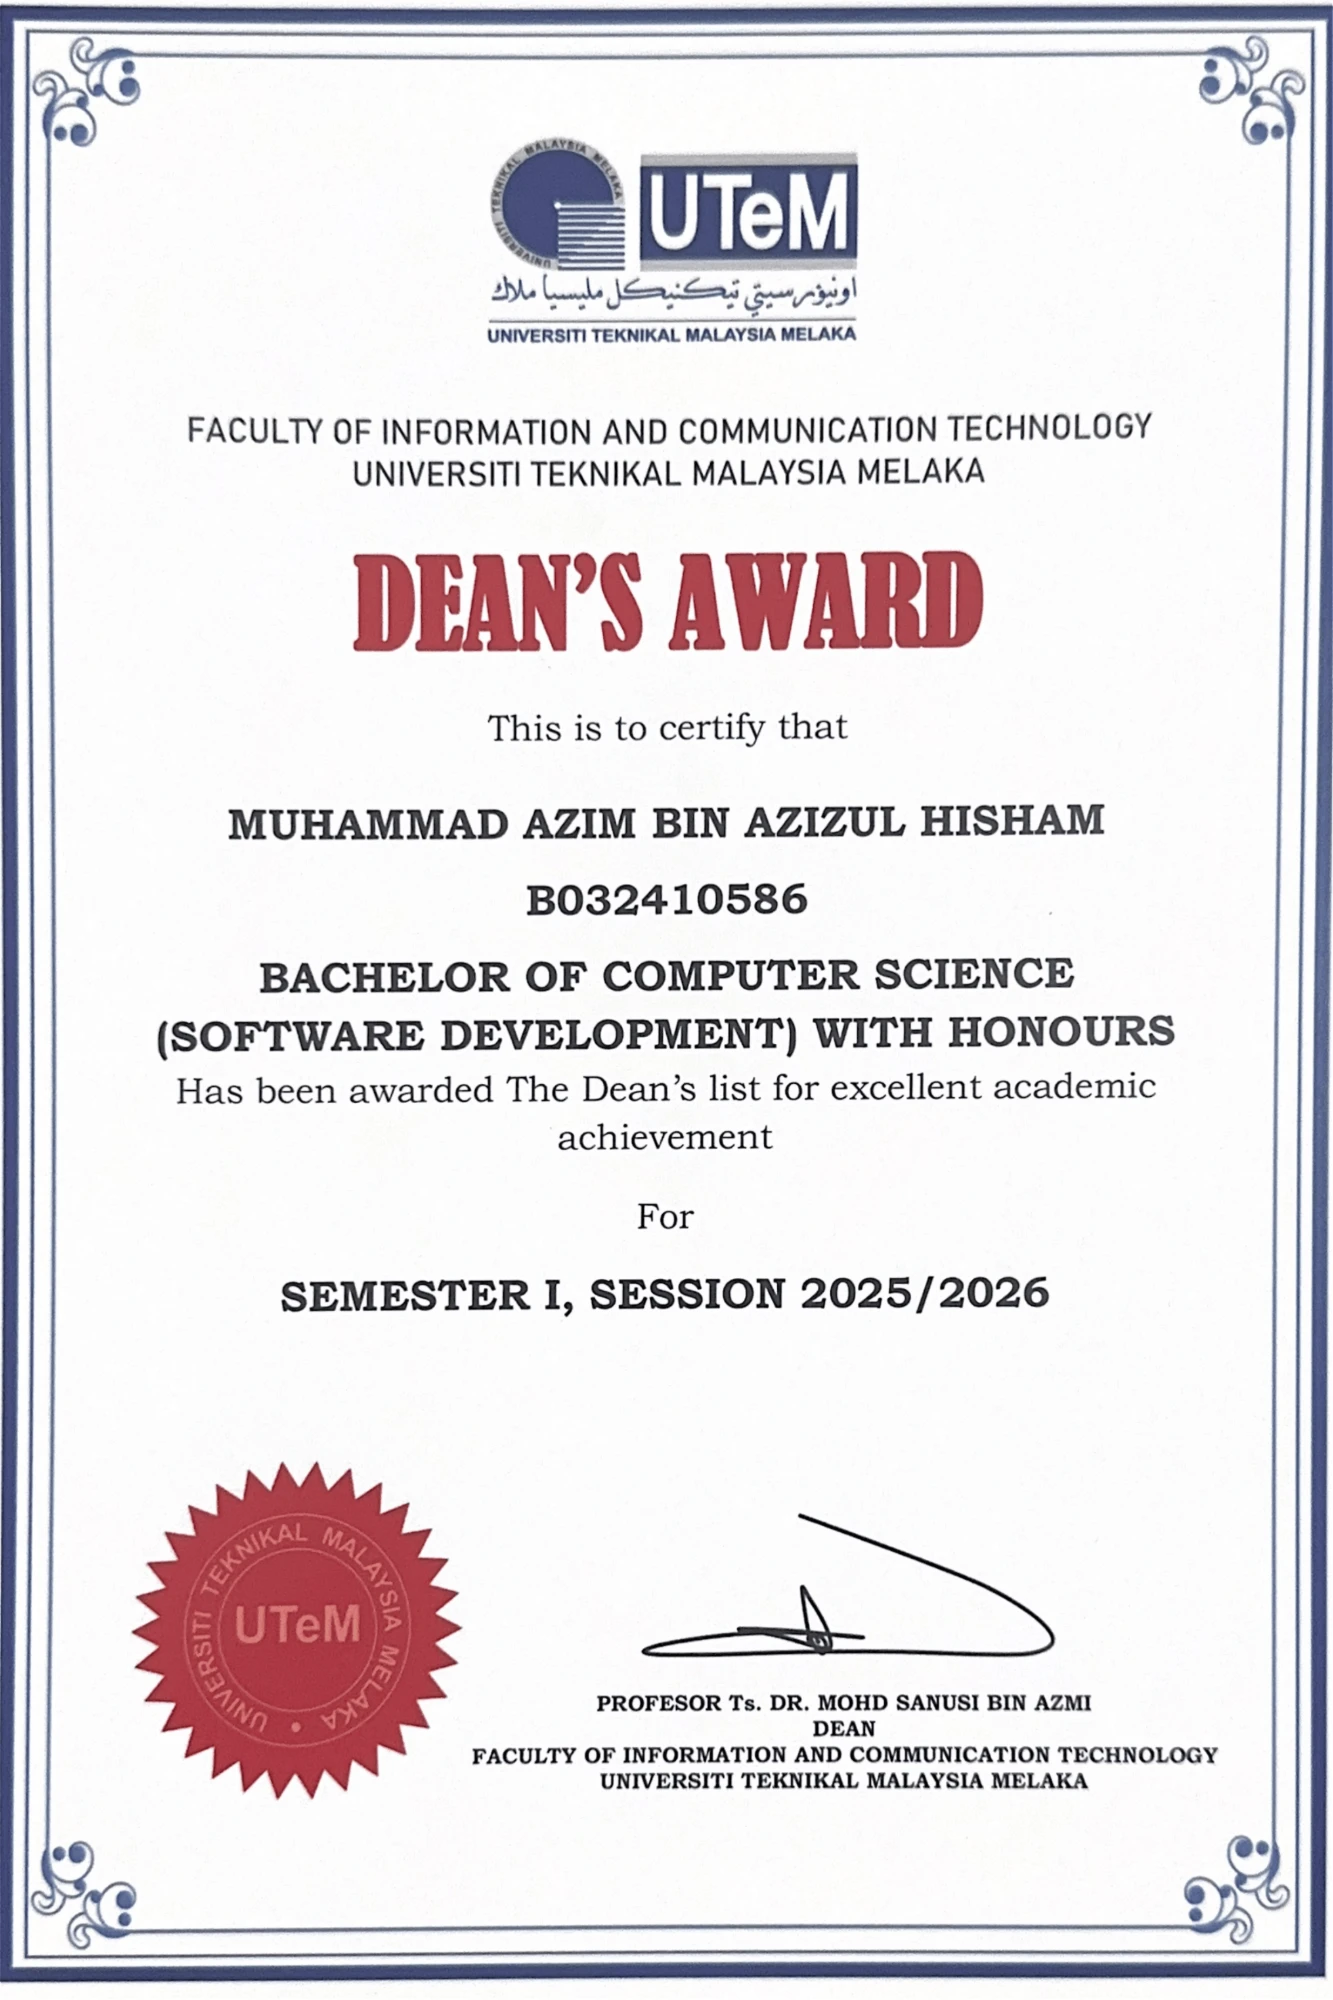 UNIVERSITI TEKNIKAL MALAYSIA MELAKA
UTeM
اونيۏرسيتي تيكنيكل مليسيا ملاك
UNIVERSITI TEKNIKAL MALAYSIA MELAKA
FACULTY OF INFORMATION AND COMMUNICATION TECHNOLOGY
UNIVERSITI TEKNIKAL MALAYSIA MELAKA
DEAN'S AWARD
This is to certify that
MUHAMMAD AZIM BIN AZIZUL HISHAM
B032410586
BACHELOR OF COMPUTER SCIENCE
(SOFTWARE DEVELOPMENT) WITH HONOURS
Has been awarded The Dean's list for excellent academic
achievement
For
SEMESTER I, SESSION 2025/2026
UNIVERSITI TEKNIKAL MALAYSIA MELAKA
UTeM
PROFESOR Ts. DR. MOHD SANUSI BIN AZMI
DEAN
FACULTY OF INFORMATION AND COMMUNICATION TECHNOLOGY
UNIVERSITI TEKNIKAL MALAYSIA MELAKA